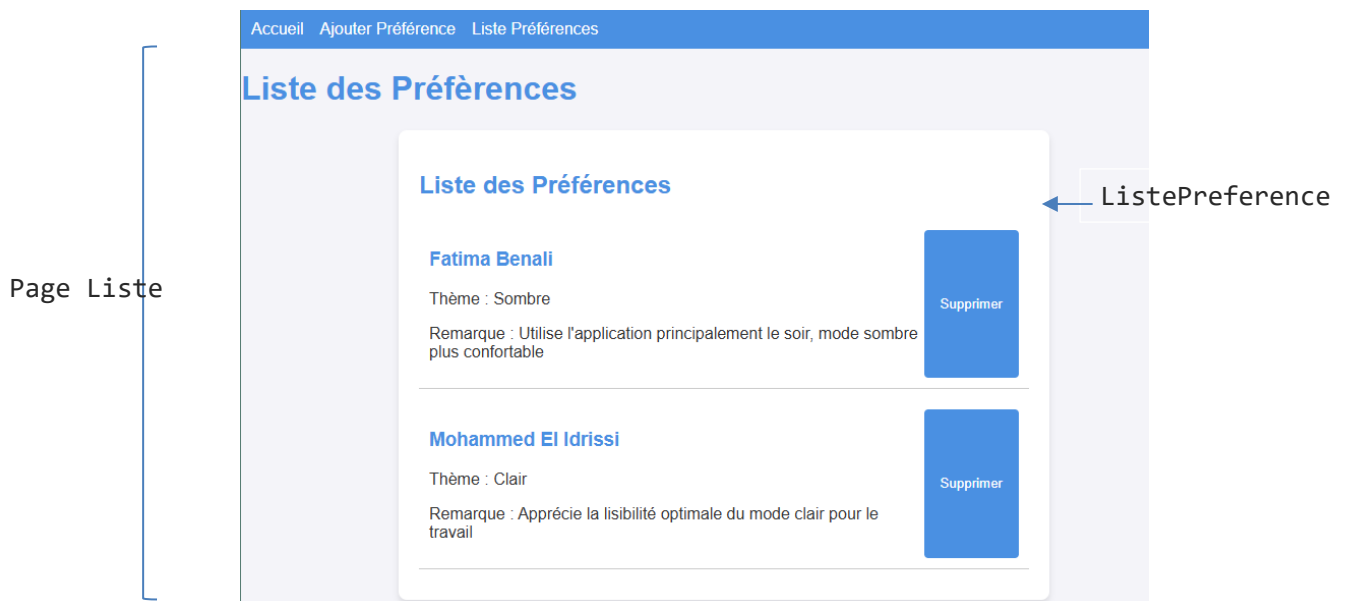 Accueil Ajouter Préférence Liste Préférences
Liste des Préfèrences
Liste des Préférences
ListePreference
Fatima Benali
Page Liste
Thème : Sombre
Supprimer
Remarque : Utilise l'application principalement le soir, mode sombre
plus confortable
Mohammed El Idrissi
Thème : Clair
Supprimer
Remarque : Apprécie la lisibilité optimale du mode clair pour le
travail